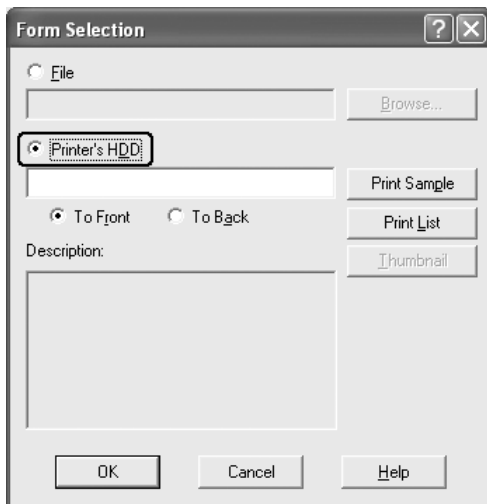 Form Selection
File
Browse...
Printer's HDD
Print Sample
To Front To Back
Print List
Description:
Thumbnail
OK Cancel Help